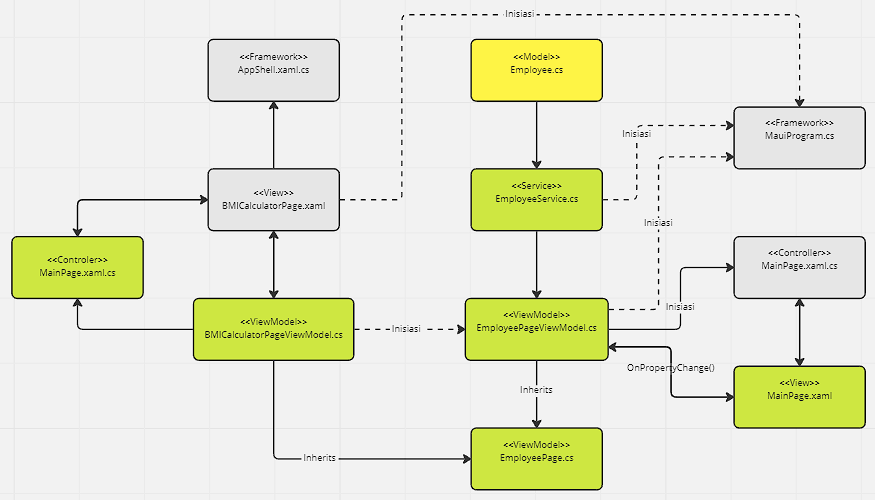 Inisiasi
<<Framework>>
AppShell.xaml.cs
<<Model>>
Employee.cs
<<Framework>>
MauiProgram.cs
Inisiasi
<<View>>
BMICalculatorPage.xaml
<<Service>>
EmployeeService.cs
Inisiasi
<<Controler>>
MainPage.xaml.cs
<<Controller>>
MainPage.xaml.cs
Inisiasi
<<ViewModel>>
BMICalculatorPageViewModel.cs
Inisiasi
<<ViewModel>>
EmployeePageViewModel.cs
OnPropertyChange()
<<View>>
MainPage.xaml
Inherits
<<ViewModel>>
EmployeePage.cs
Inherits